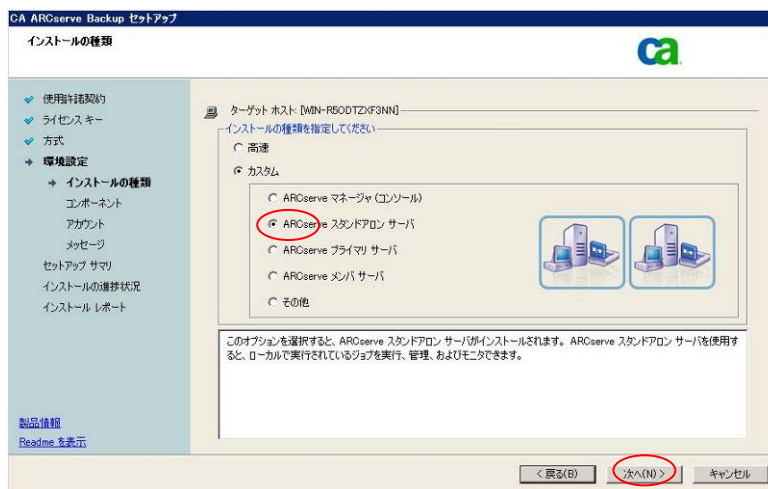 CA ARCserve Backup セットアップ
インストールの種類
ca
使用許諾契約
ライセンス キー
方式
環境設定
インストールの種類
コンポーネント
アカウント
メッセージ
セットアップ サマリ
インストールの進捗状況
インストール レポート
製品情報
Readme を表示
ターゲット ホスト: [WIN-R5ODTZXF3NN]
インストールの種類を指定してください
高速
カスタム
ARCserve マネージャ (コンソール)
ARCserve スタンドアロン サーバ
ARCserve プライマリ サーバ
ARCserve メンバ サーバ
その他
このオプションを選択すると、ARCserve スタンドアロン サーバがインストールされます。ARCserve スタンドアロン サーバを使用す
ると、ローカルで実行されているジョブを実行、管理、およびモニタできます。
< 戻る(B)
次へ(N) >
キャンセル